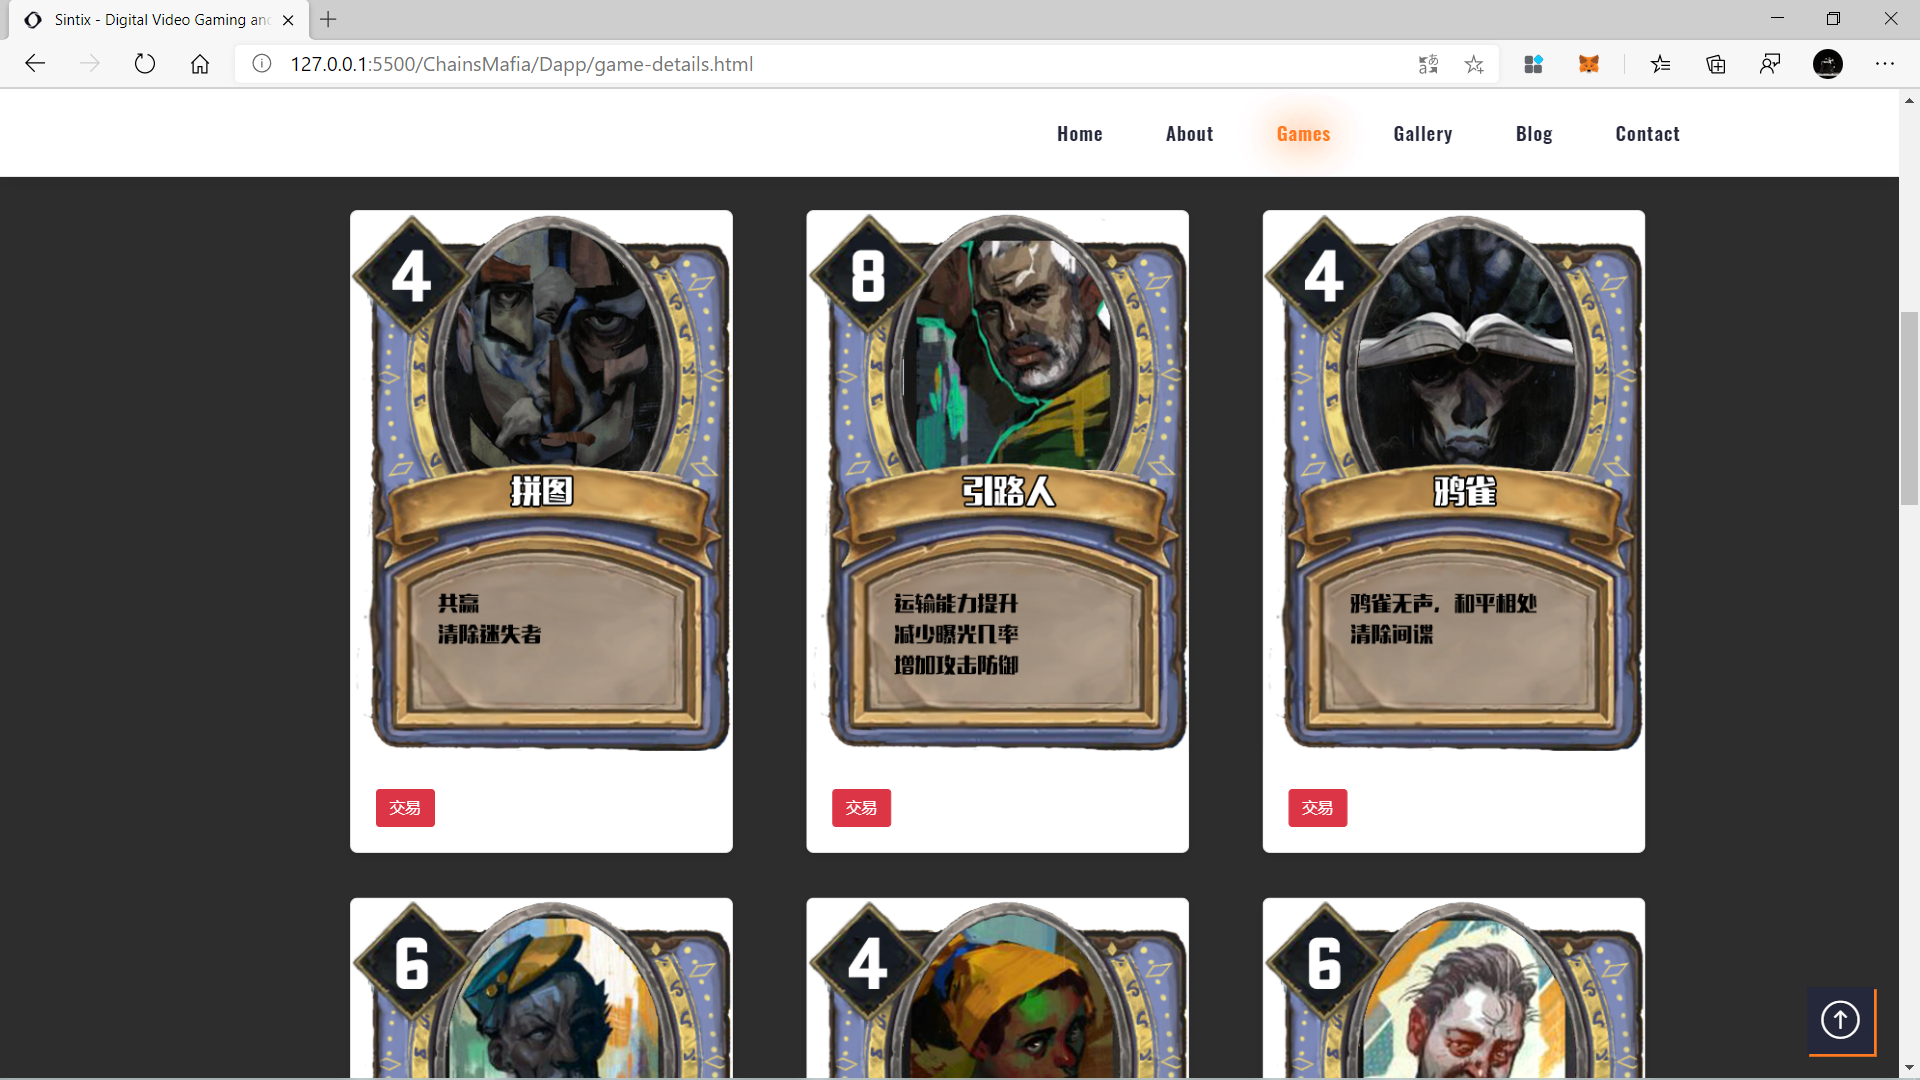 Sintix - Digital Video Gaming and
127.0.0.1:5500/ChainsMafia/Dapp/game-details.html
Home About Games Gallery Blog Contact
4 8 4
拼图 引路人 鸦雀
共赢
清除迷失者
运输能力提升
减少曝光几率
增加攻击防御
鸦雀无声，和平相处
清除间谍
交易 交易 交易
6 4 6